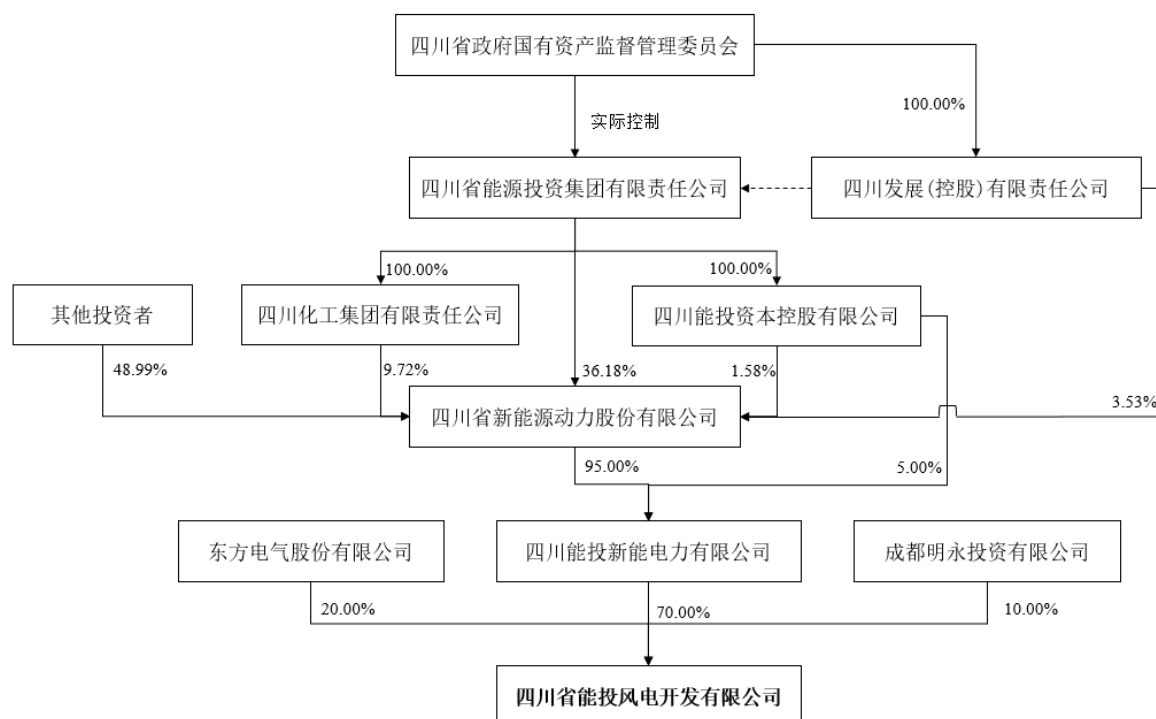 四川省政府国有资产监督管理委员会
100.00%
实际控制
四川省能源投资集团有限责任公司
四川发展(控股)有限责任公司
100.00%
100.00%
其他投资者
四川化工集团有限责任公司
四川能投资本控股有限公司
48.99%
9.72%
36.18%
1.58%
3.53%
四川省新能源动力股份有限公司
95.00%
5.00%
东方电气股份有限公司
四川能投新能电力有限公司
成都明永投资有限公司
20.00%
70.00%
10.00%
四川省能投风电开发有限公司